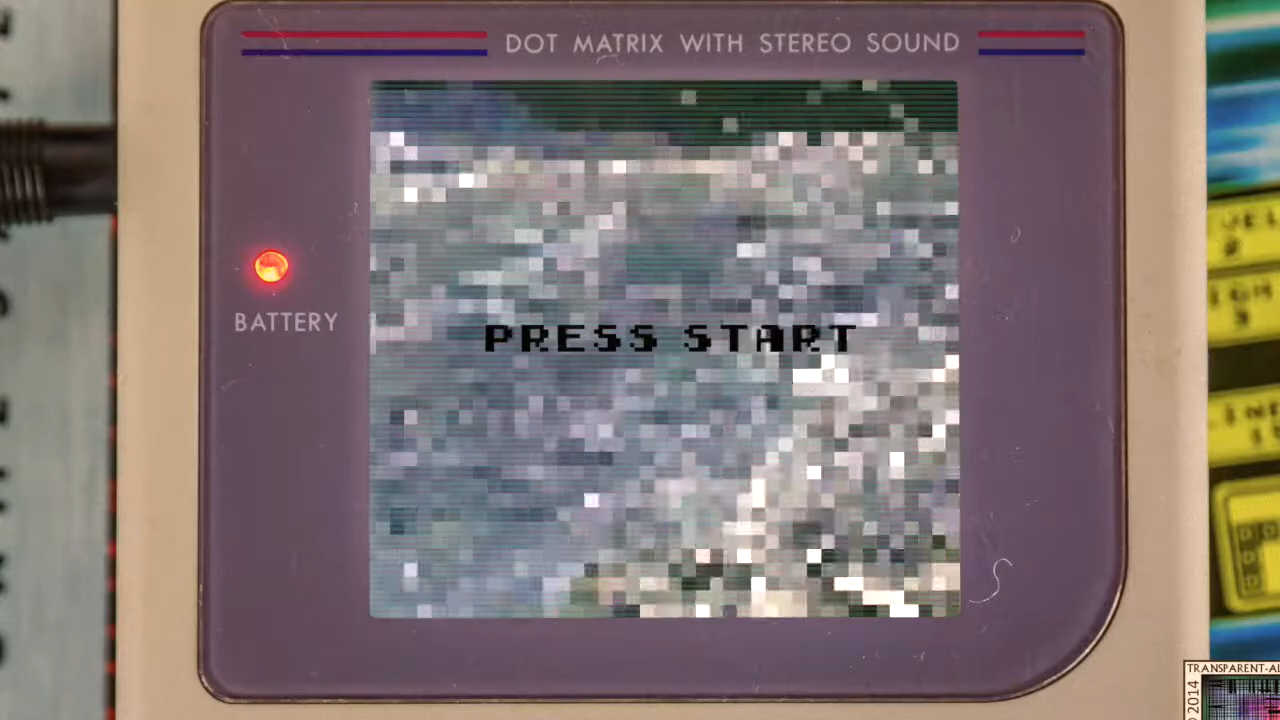 DOT MATRIX WITH STEREO SOUND
BATTERY
PRESS START
TRANSPARENT-
2014